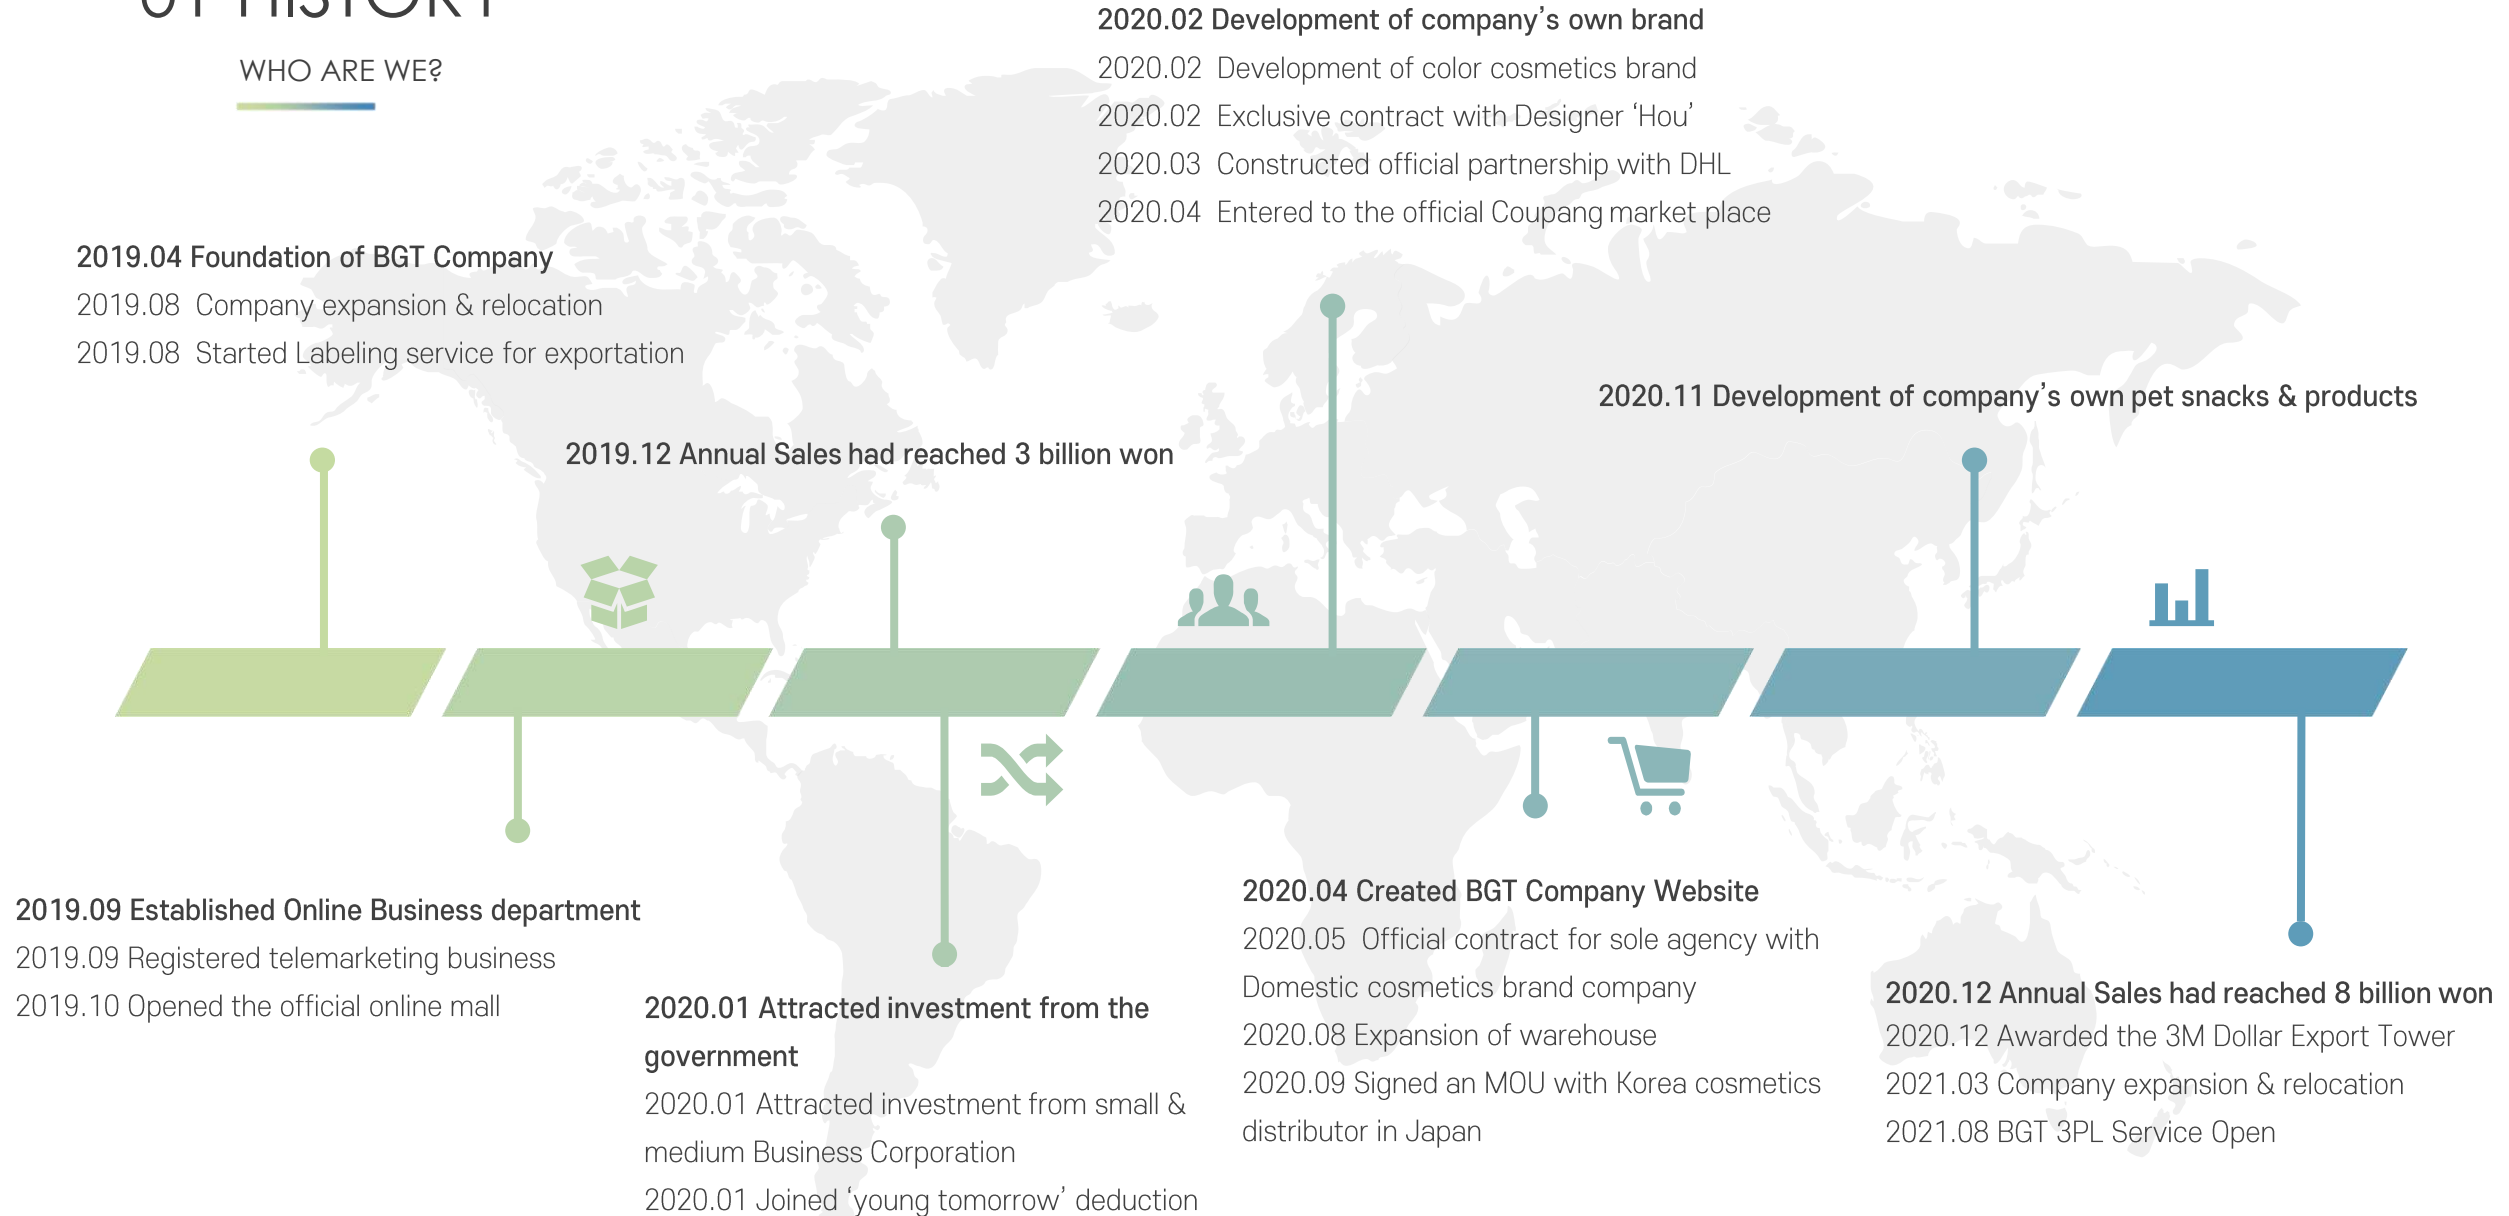 01 HISTORY
WHO ARE WE?
2019.04 Foundation of BGT Company
2019.08 Company expansion & relocation
2019.08 Started Labeling service for exportation
2019.09 Established Online Business department
2019.09 Registered telemarketing business
2019.10 Opened the official online mall
2019.12 Annual Sales had reached 3 billion won
2020.01 Attracted investment from the
government
2020.01 Attracted investment from small &
medium Business Corporation
2020.01 Joined ‘young tomorrow’ deduction
2020.02 Development of company’s own brand
2020.02 Development of color cosmetics brand
2020.02 Exclusive contract with Designer ‘Hou’
2020.03 Constructed official partnership with DHL
2020.04 Entered to the official Coupang market place
2020.04 Created BGT Company Website
2020.05 Official contract for sole agency with
Domestic cosmetics brand company
2020.08 Expansion of warehouse
2020.09 Signed an MOU with Korea cosmetics
distributor in Japan
2020.11 Development of company’s own pet snacks & products
2020.12 Annual Sales had reached 8 billion won
2020.12 Awarded the 3M Dollar Export Tower
2021.03 Company expansion & relocation
2021.08 BGT 3PL Service Open